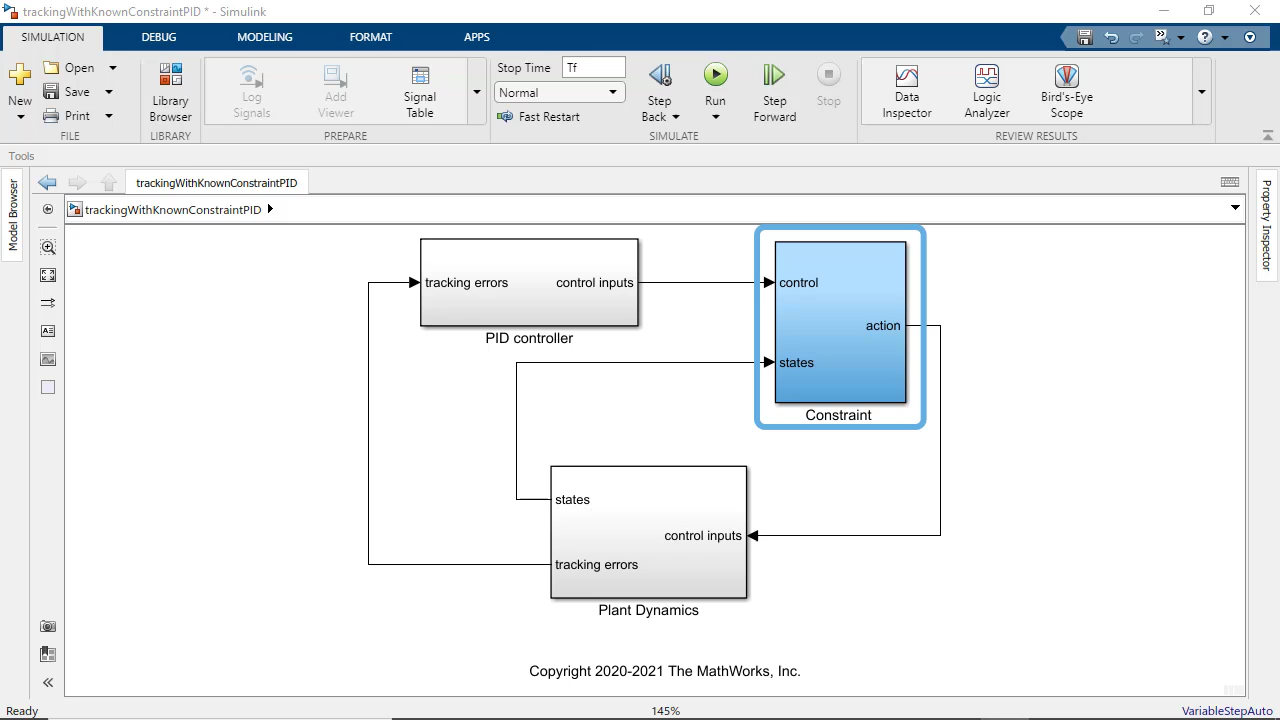 trackingWithKnownConstraintPID * - Simulink
SIMULATION DEBUG MODELING FORMAT APPS
New
Open
Save
Print
FILE
Library
Browser
LIBRARY
Log
Signals
Add
Viewer
Signal
Table
PREPARE
Stop Time Tf
Normal
Fast Restart
Step
Back
Run
Step
Forward
Stop
SIMULATE
Data
Inspector
Logic
Analyzer
Bird's-Eye
Scope
REVIEW RESULTS
Tools
Model Browser
trackingWithKnownConstraintPID
trackingWithKnownConstraintPID
Property Inspector
tracking errors control inputs
PID controller
control
action
states
Constraint
states
control inputs
tracking errors
Plant Dynamics
Copyright 2020-2021 The MathWorks, Inc.
Ready 145% VariableStepAuto